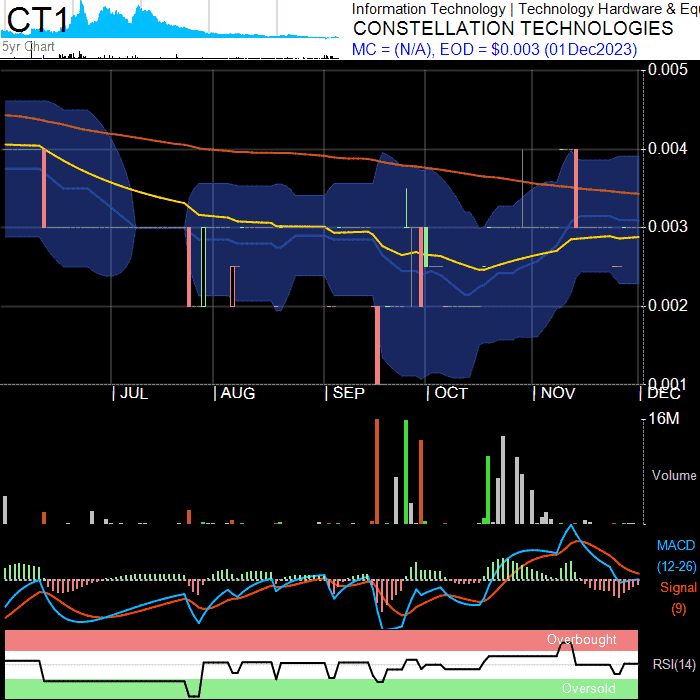 CT1
5yr Chart
Information Technology | Technology Hardware & Equ
CONSTELLATION TECHNOLOGIES
MC = (N/A), EOD = $0.003 (01Dec2023)
0.005
0.004
0.003
0.002
0.001
| JUL | AUG | SEP | OCT | NOV | DEC
16M
Volume
MACD
(12-26)
Signal
(9)
Overbought
RSI(14)
Oversold